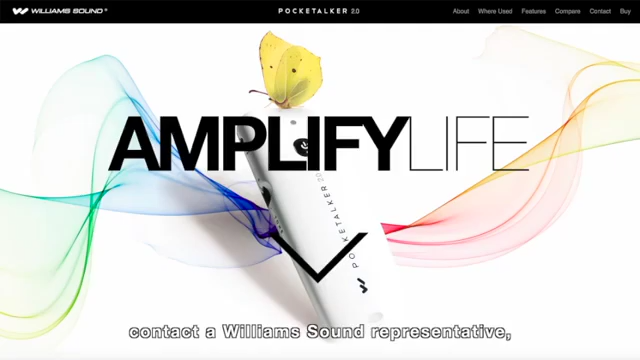 WILLIAMS SOUND®
POCKETALKER 2.0
About Where Used Features Compare Contact Buy
AMPLIFYLIFE
POCKETALKER 2.0
contact a Williams Sound representative,